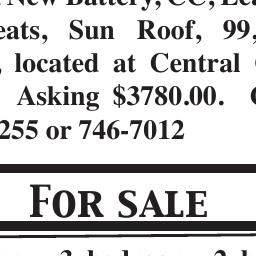 New Battery, CC, Lea
eats, Sun Roof, 99,
, located at Central
Asking $3780.00.
255 or 746-7012
FOR SALE